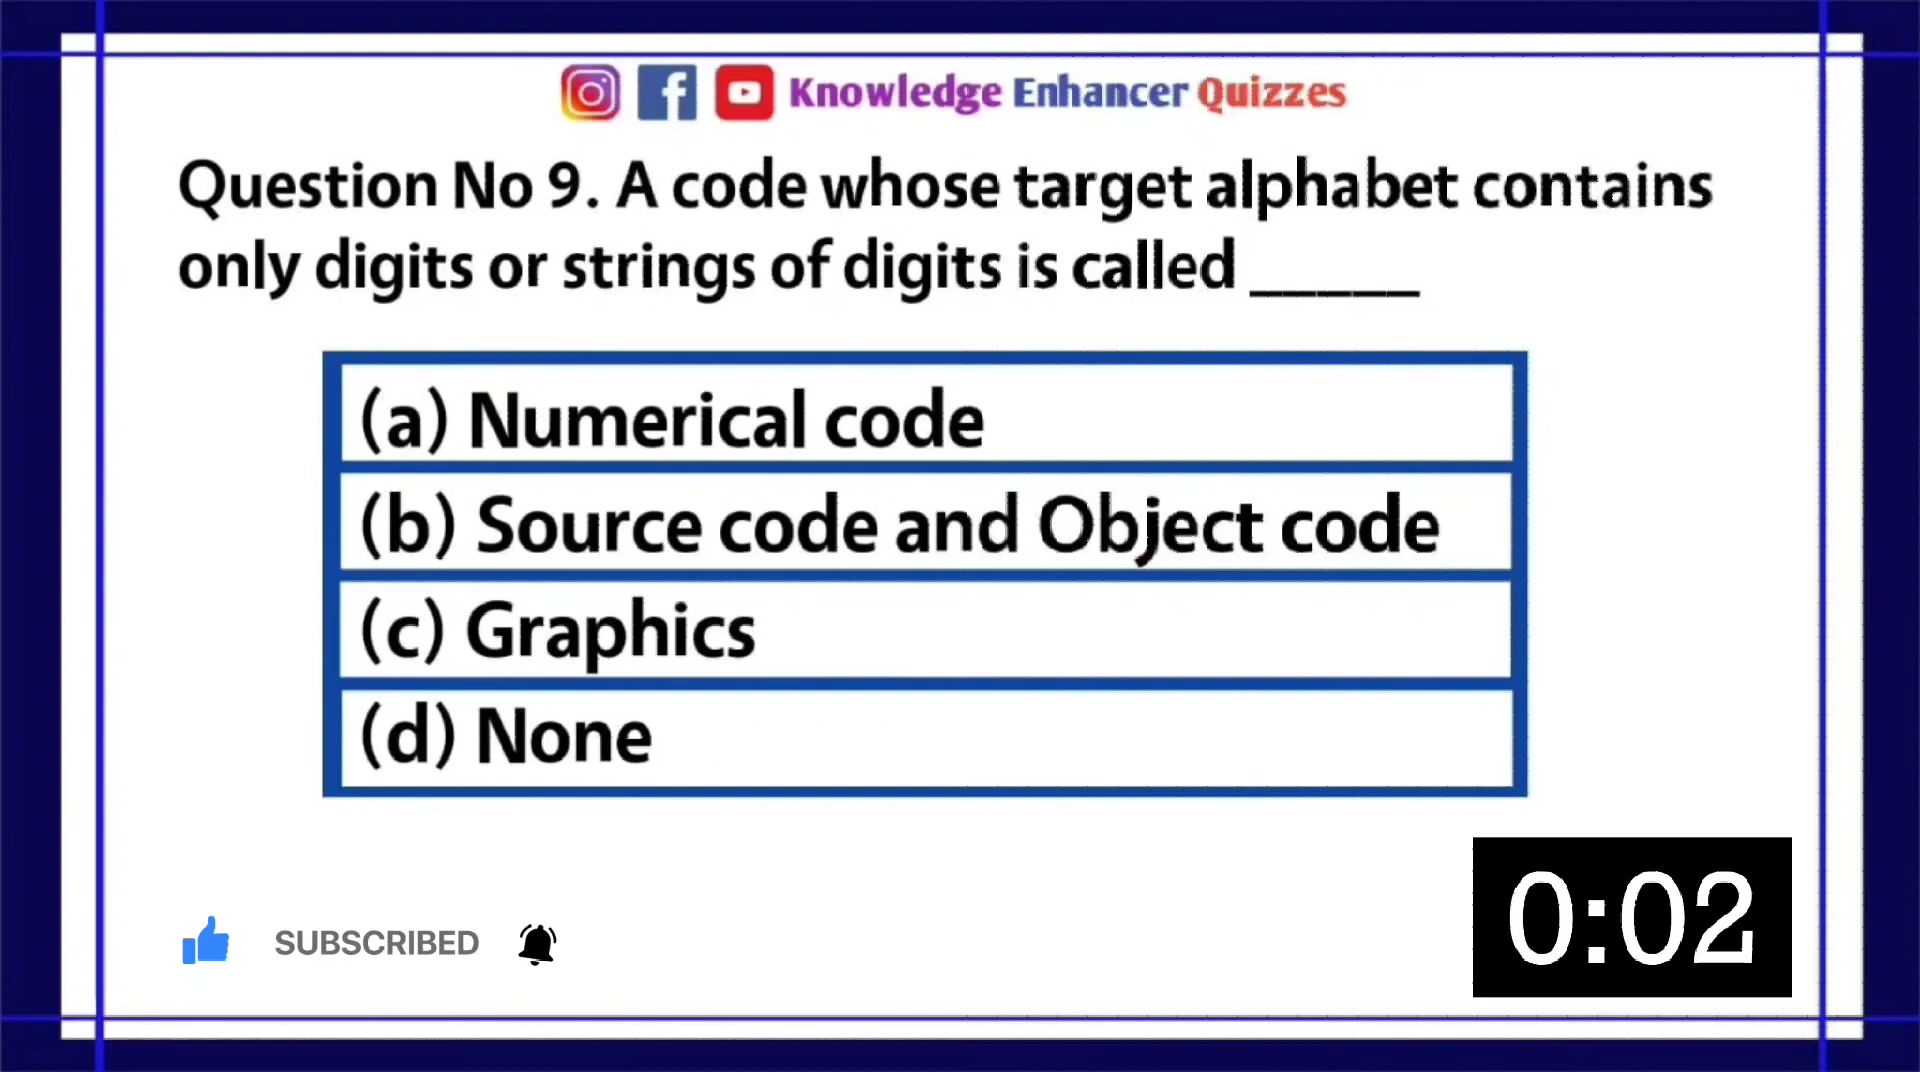 Knowledge Enhancer Quizzes
Question No 9. A code whose target alphabet contains
only digits or strings of digits is called _____
(a) Numerical code
(b) Source code and Object code
(c) Graphics
(d) None
SUBSCRIBED
0:02